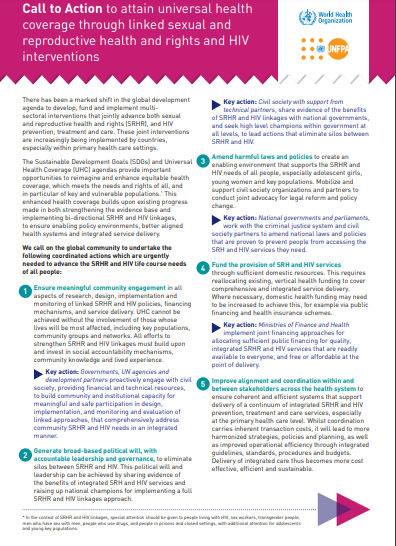 Call to Action to attain universal health
coverage through linked sexual and
reproductive health and rights and HIV
interventions
World Health
Organization
UNFPA
There has been a marked shift in the global development
agenda to develop, fund and implement multi-
sectoral interventions that jointly advance both sexual
and reproductive health and rights (SRHR), and HIV
prevention, treatment and care. These joint interventions
are increasingly being implemented by countries,
especially within primary health care settings.
The Sustainable Development Goals (SDGs) and Universal
Health Coverage (UHC) agendas provide important
opportunities to reimagine and enhance equitable health
coverage, which meets the needs and rights of all, and
in particular of key and vulnerable populations.* This
enhanced health coverage builds upon existing progress
made in both strengthening the evidence base and
implementing bi-directional SRHR and HIV linkages,
to ensure enabling policy environments, better aligned
health systems and integrated service delivery.
We call on the global community to undertake the
following coordinated actions which are urgently
needed to advance the SRHR and HIV life course needs
of all people:
1 Ensure meaningful community engagement in all
aspects of research, design, implementation and
monitoring of linked SRHR and HIV policies, financing
mechanisms, and service delivery. UHC cannot be
achieved without the involvement of those whose
lives will be most affected, including key populations,
community groups and networks. All efforts to
strengthen SRHR and HIV linkages must build upon
and invest in social accountability mechanisms,
community knowledge and lived experience.
Key action: Governments, UN agencies and
development partners proactively engage with civil
society, providing financial and technical resources,
to build community and institutional capacity for
meaningful and safe participation in design,
implementation, and monitoring and evaluation of
linked approaches, that comprehensively address
community SRHR and HIV needs in an integrated
manner.
2 Generate broad-based political will, with
accountable leadership and governance, to eliminate
silos between SRHR and HIV. This political will and
leadership can be achieved by sharing evidence of
the benefits of integrated SRH and HIV services and
raising up national champions for implementing a full
SRHR and HIV linkages approach.
Key action: Civil society with support from
technical partners, share evidence of the benefits
of SRHR and HIV linkages with national governments,
and seek high level champions within government at
all levels, to lead actions that eliminate silos between
SRHR and HIV.
3 Amend harmful laws and policies to create an
enabling environment that supports the SRHR and
HIV needs of all people, especially adolescent girls,
young women and key populations. Mobilize and
support civil society organizations and partners to
conduct joint advocacy for legal reform and policy
change.
Key action: National governments and parliaments,
work with the criminal justice system and civil
society partners to amend national laws and policies
that are proven to prevent people from accessing the
SRH and HIV services they need.
4 Fund the provision of SRH and HIV services
through sufficient domestic resources. This requires
reallocating existing, vertical health funding to cover
comprehensive and integrated service delivery.
Where necessary, domestic health funding may need
to be increased to achieve this, for example via public
financing and health insurance schemes.
Key action: Ministries of Finance and Health
implement joint financing approaches for
allocating sufficient public financing for quality,
integrated SRHR and HIV services that are readily
available to everyone, and free or affordable at the
point of delivery.
5 Improve alignment and coordination within and
between stakeholders across the health system to
ensure coherent and efficient systems that support
delivery of a continuum of integrated SRHR and HIV
prevention, treatment and care services, especially
at the primary health care level. Whilst coordination
carries inherent transaction costs, it will lead to more
harmonized strategies, policies and planning, as well
as improved operational efficiency through integrated
guidelines, standards, procedures and budgets.
Delivery of integrated care thus becomes more cost
effective, efficient and sustainable.
* In the context of SRHR and HIV linkages, special attention should be given to people living with HIV, sex workers, transgender people,
men who have sex with men, people who use drugs, and people in prisons and closed settings, with additional attention for adolescents
and young key populations.